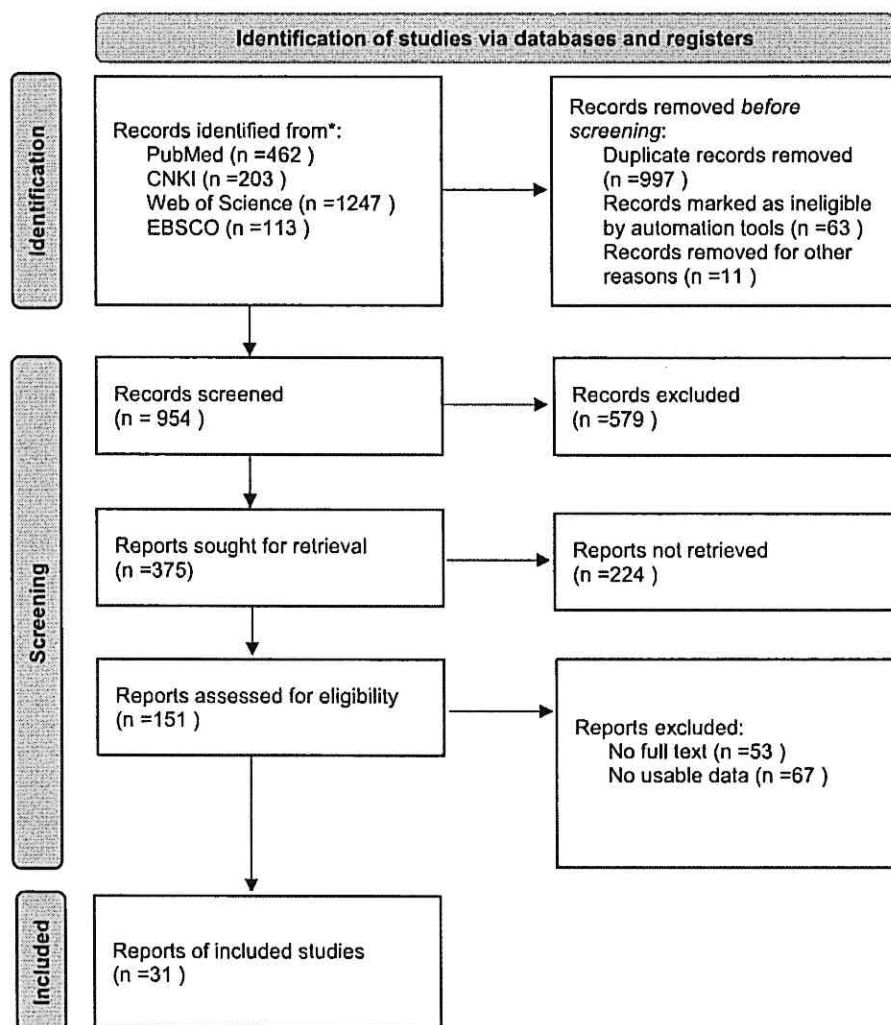 Identification of studies via databases and registers
Identification
Records identified from*:
PubMed (n =462 )
CNKI (n =203 )
Web of Science (n =1247 )
EBSCO (n =113 )
Records removed before
screening:
Duplicate records removed
(n =997 )
Records marked as ineligible
by automation tools (n =63 )
Records removed for other
reasons (n =11 )
Screening
Records screened
(n = 954 )
Records excluded
(n =579 )
Reports sought for retrieval
(n =375)
Reports not retrieved
(n =224 )
Reports assessed for eligibility
(n =151 )
Reports excluded:
No full text (n =53 )
No usable data (n =67 )
Included
Reports of included studies
(n =31 )